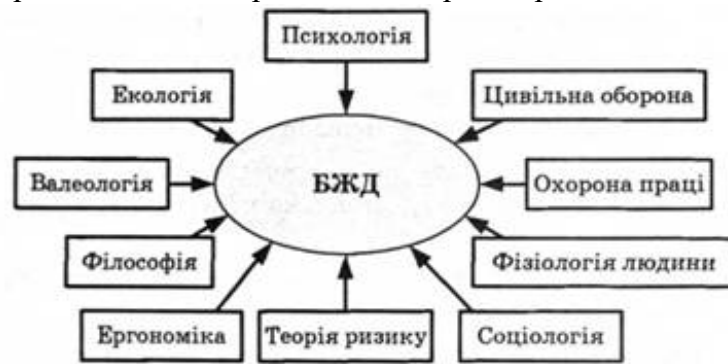 Психологія
Екологія
Цивільна оборона
БЖД
Валеологія
Охорона праці
Філософія
Фізіологія людини
Ергономіка
Теорія ризику
Соціологія